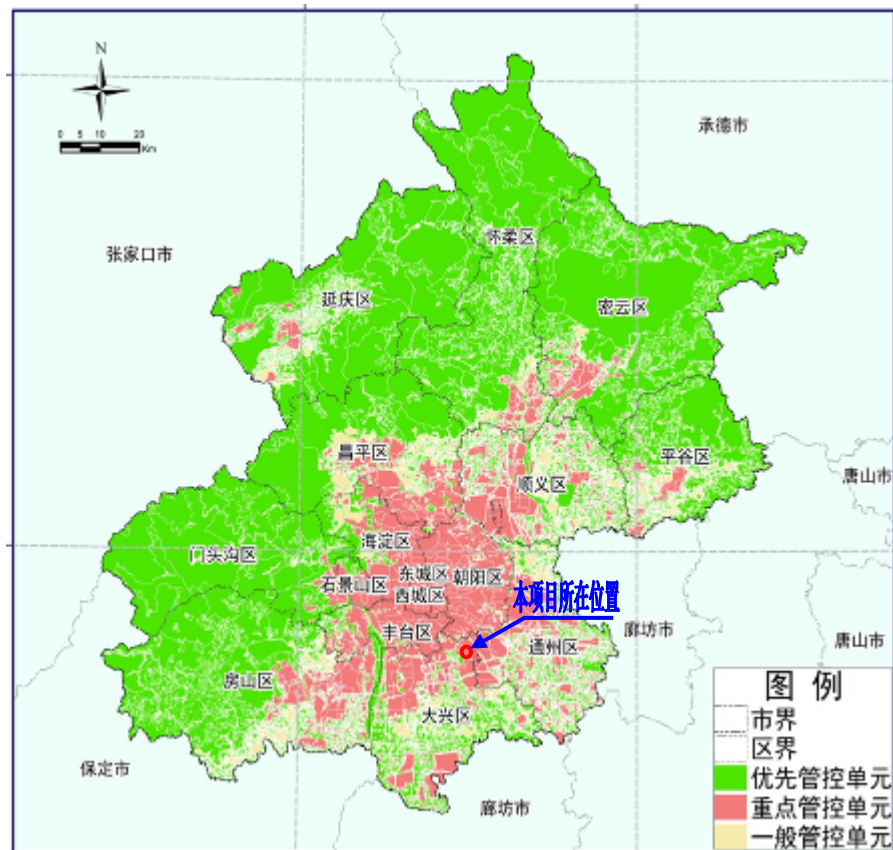 N
0 5 10 20
Km
承德市
张家口市
怀柔区
延庆区
密云区
昌平区
平谷区
顺义区
唐山市
海淀区
门头沟区
东城区
朝阳区
石景山区
西城区
本项目所在位置
丰台区
廊坊市
通州区
唐山市
房山区
大兴区
保定市
廊坊市
图 例
市界
区界
优先管控单元
重点管控单元
一般管控单元